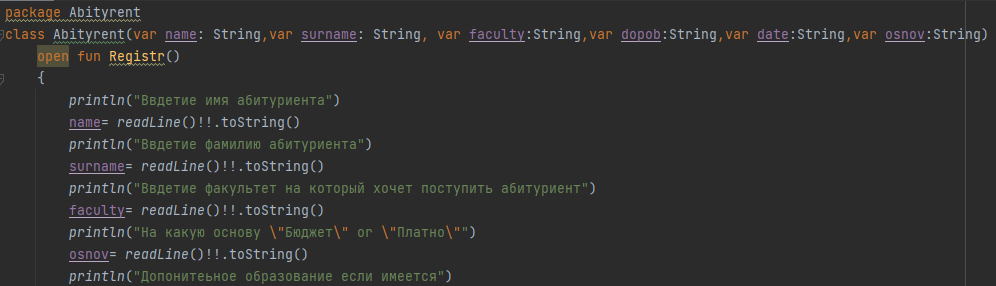 package Abityrent
class Abityrent(var name: String,var surname: String, var faculty:String,var dopob:String,var date:String,var osnov:String)
open fun Registr()
{
println("Ввдетие имя абитуриента")
name= readLine()!!.toString()
println("Ввдетие фамилию абитуриента")
surname= readLine()!!.toString()
println("Ввдетие факультет на который хочет поступить абитуриент")
faculty= readLine()!!.toString()
println("На какую основу \"Бюджет\" or \"Платно\"")
osnov= readLine()!!.toString()
println("Допонитеьное образование если имеется")